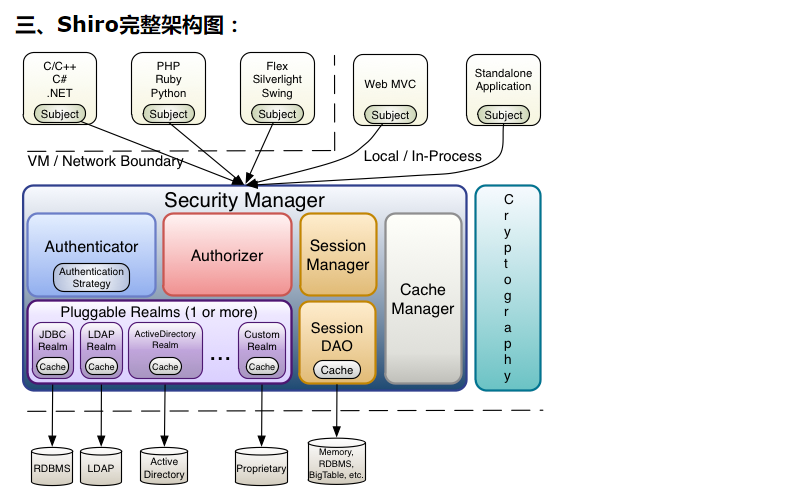 三、Shiro完整架构图：
C/C++
C#
.NET
Subject
PHP
Ruby
Python
Subject
Flex
Silverlight
Swing
Subject
Web MVC
Subject
Standalone
Application
Subject
VM / Network Boundary
Local / In-Process
Security Manager
Authenticator
Authentication
Strategy
Authorizer
Session
Manager
Cache
Manager
Pluggable Realms (1 or more)
JDBC
Realm
Cache
LDAP
Realm
Cache
ActiveDirectory
Realm
Cache
...
Custom
Realm
Cache
Session
DAO
Cache
Cryptography
RDBMS
LDAP
Active
Directory
Proprietary
Memory,
RDBMS,
BigTable, etc.